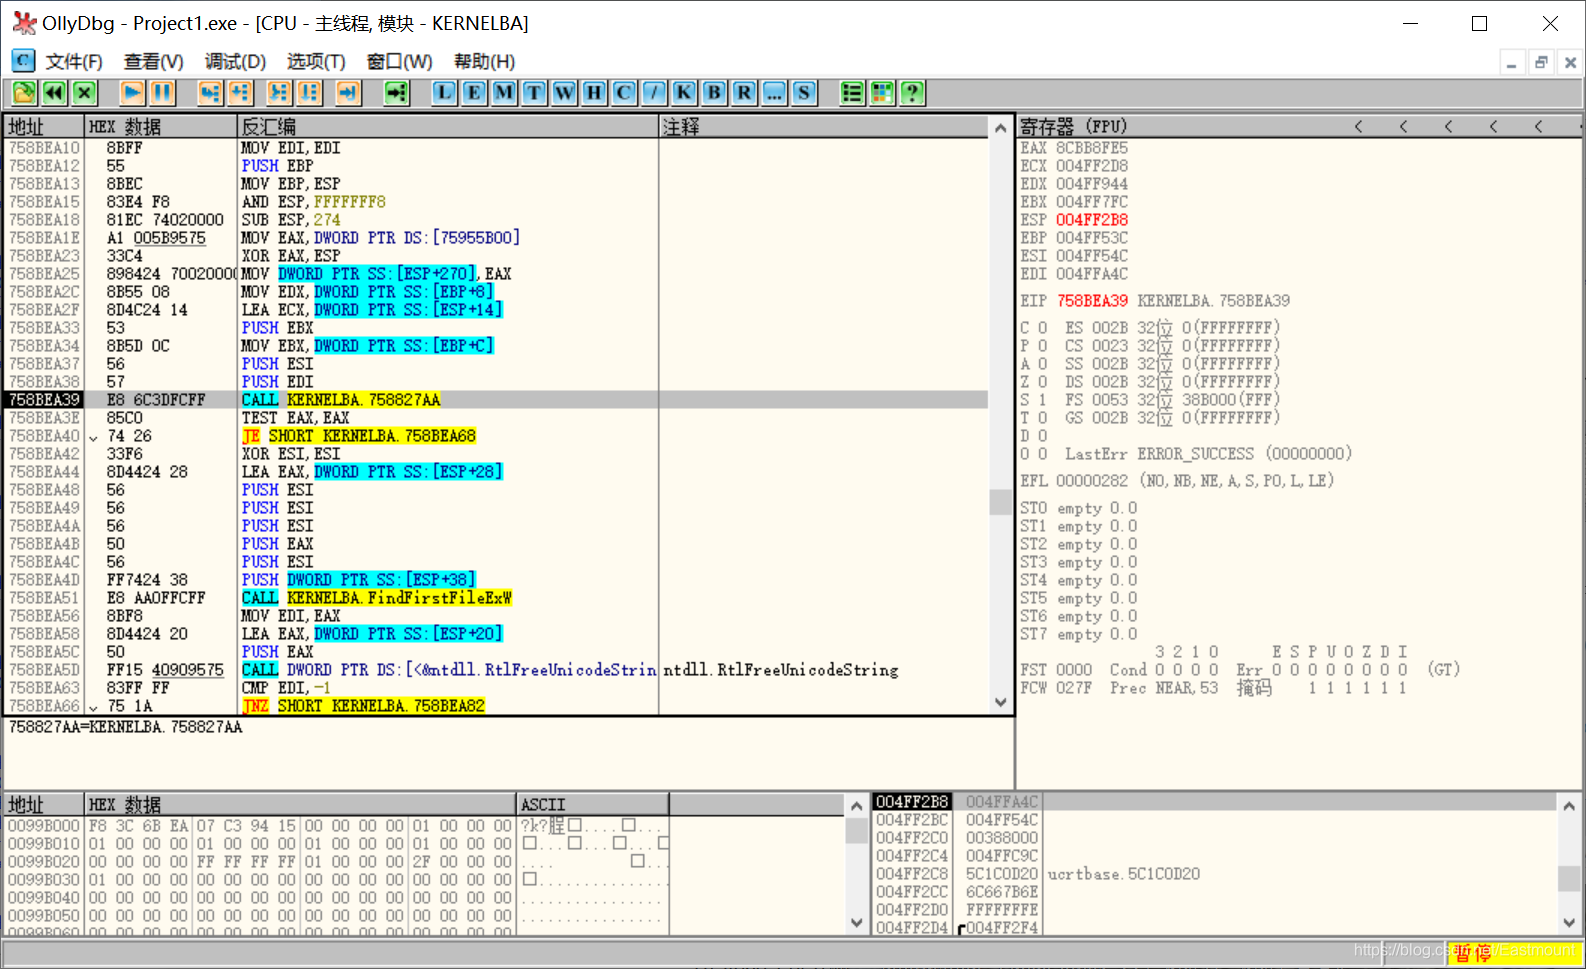 OllyDbg - Project1.exe - [CPU - 主线程, 模块 - KERNELBA]
C 文件(F) 查看(V) 调试(D) 选项(T) 窗口(W) 帮助(H)
L E M T W H C / K B R ... S ?
地址 HEX 数据 反汇编 注释
758BEA10 8BFF MOV EDI,EDI
758BEA12 55 PUSH EBP
758BEA13 8BEC MOV EBP,ESP
758BEA15 83E4 F8 AND ESP,FFFFFFF8
758BEA18 81EC 74020000 SUB ESP,274
758BEA1E A1 005B9575 MOV EAX,DWORD PTR DS:[75955B00]
758BEA23 33C4 XOR EAX,ESP
758BEA25 898424 7002000 MOV DWORD PTR SS:[ESP+270],EAX
758BEA2C 8B55 08 MOV EDX,DWORD PTR SS:[EBP+8]
758BEA2F 8D4C24 14 LEA ECX,DWORD PTR SS:[ESP+14]
758BEA33 53 PUSH EBX
758BEA34 8B5D 0C MOV EBX,DWORD PTR SS:[EBP+C]
758BEA37 56 PUSH ESI
758BEA38 57 PUSH EDI
758BEA39 E8 6C3DFCFF CALL KERNELBA.758827AA
758BEA3E 85C0 TEST EAX,EAX
758BEA40 74 26 JE SHORT KERNELBA.758BEA68
758BEA42 33F6 XOR ESI,ESI
758BEA44 8D4424 28 LEA EAX,DWORD PTR SS:[ESP+28]
758BEA48 56 PUSH ESI
758BEA49 56 PUSH ESI
758BEA4A 56 PUSH ESI
758BEA4B 50 PUSH EAX
758BEA4C 56 PUSH ESI
758BEA4D FF7424 38 PUSH DWORD PTR SS:[ESP+38]
758BEA51 E8 AA0FFCFF CALL KERNELBA.FindFirstFileExW
758BEA56 8BF8 MOV EDI,EAX
758BEA58 8D4424 20 LEA EAX,DWORD PTR SS:[ESP+20]
758BEA5C 50 PUSH EAX
758BEA5D FF15 40909575 CALL DWORD PTR DS:[<&ntdll.RtlFreeUnicodeStrin ntdll.RtlFreeUnicodeString
758BEA63 83FF FF CMP EDI,-1
758BEA66 75 1A JNZ SHORT KERNELBA.758BEA82
758827AA=KERNELBA.758827AA
寄存器 (FPU) < < < < <
EAX 8CBB8FE5
ECX 004FF2D8
EDX 004FF944
EBX 004FF7FC
ESP 004FF2B8
EBP 004FF53C
ESI 004FF54C
EDI 004FFA4C
EIP 758BEA39 KERNELBA.758BEA39
C 0 ES 002B 32位 0(FFFFFFFF)
P 0 CS 0023 32位 0(FFFFFFFF)
A 0 SS 002B 32位 0(FFFFFFFF)
Z 0 DS 002B 32位 0(FFFFFFFF)
S 1 FS 0053 32位 38B000(FFF)
T 0 GS 002B 32位 0(FFFFFFFF)
D 0
O 0 LastErr ERROR_SUCCESS (00000000)
EFL 00000282 (NO,NB,NE,A,S,PO,L,LE)
ST0 empty 0.0
ST1 empty 0.0
ST2 empty 0.0
ST3 empty 0.0
ST4 empty 0.0
ST5 empty 0.0
ST6 empty 0.0
ST7 empty 0.0
3 2 1 0 E S P U O Z D I
FST 0000 Cond 0 0 0 0 Err 0 0 0 0 0 0 0 0 (GT)
FCW 027F Prec NEAR,53 掩码 1 1 1 1 1 1
地址 HEX 数据 ASCII
0099B000 F8 3C 6B EA 07 C3 94 15 00 00 00 00 01 00 00 00
0099B010 01 00 00 00 01 00 00 00 01 00 00 00 01 00 00 00
0099B020 00 00 00 00 FF FF FF FF 01 00 00 00 2F 00 00 00
0099B030 01 00 00 00 00 00 00 00 00 00 00 00 00 00 00 00
0099B040 00 00 00 00 00 00 00 00 00 00 00 00 00 00 00 00
0099B050 00 00 00 00 00 00 00 00 00 00 00 00 00 00 00 00
0099B060 00 00 00 00 00 00 00 00 00 00 00 00 00 00 00 00
004FF2B8 004FFA4C
004FF2BC 004FF54C
004FF2C0 00388000
004FF2C4 004FFC9C
004FF2C8 5C1C0D20 ucrtbase.5C1C0D20
004FF2CC 6C667B6E
004FF2D0 FFFFFFFE
004FF2D4 004FF2F4
暂停